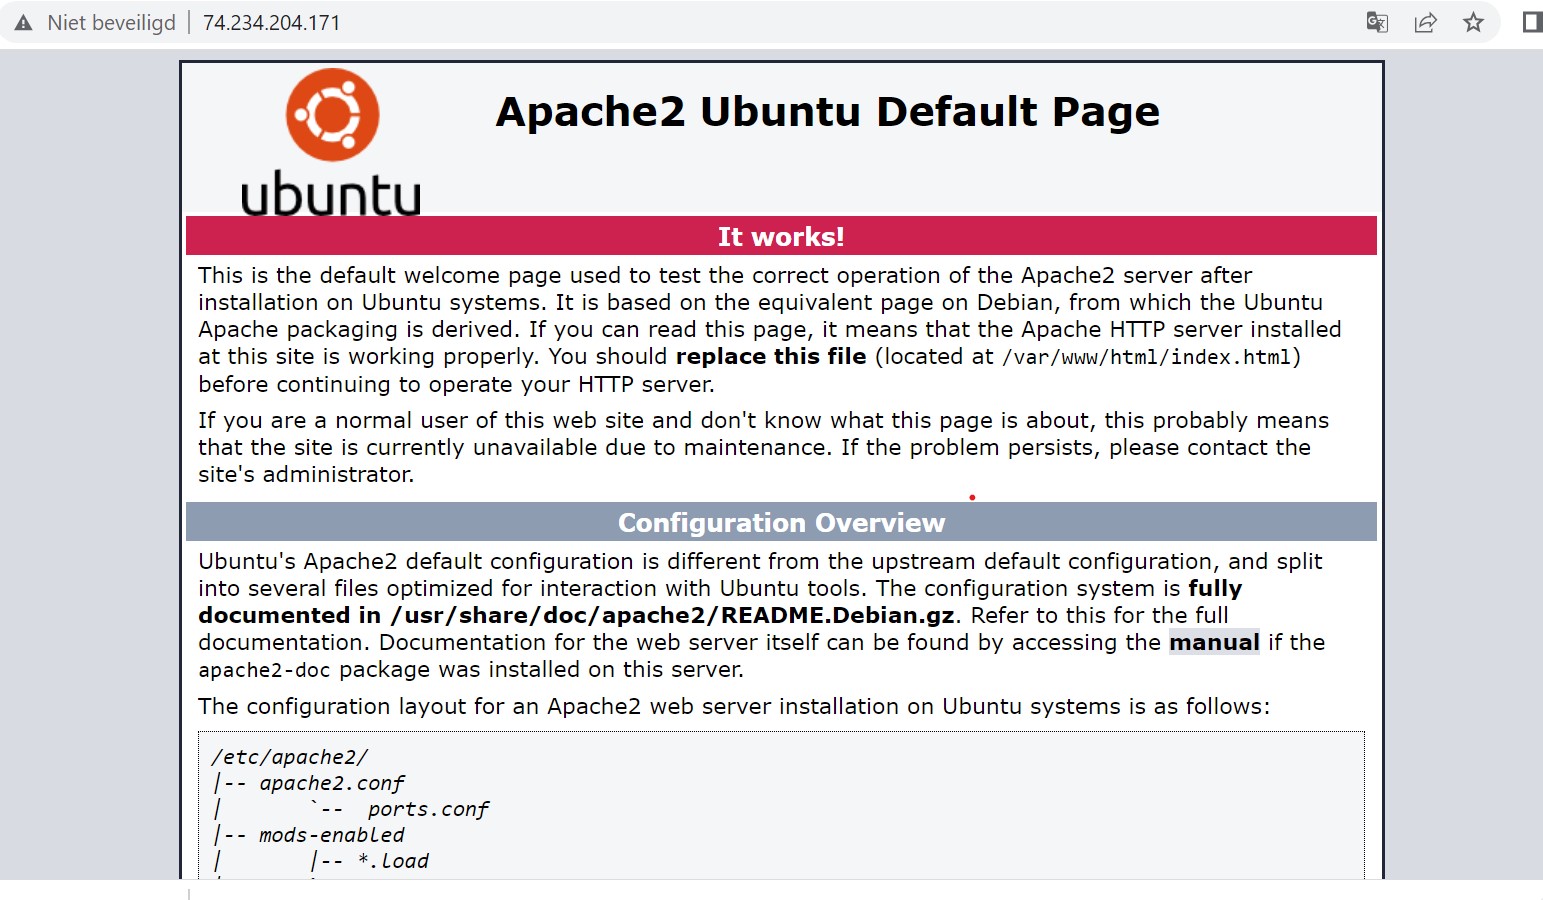 Niet beveiligd 74.234.204.171
Apache2 Ubuntu Default Page
ubuntu
It works!
This is the default welcome page used to test the correct operation of the Apache2 server after
installation on Ubuntu systems. It is based on the equivalent page on Debian, from which the Ubuntu
Apache packaging is derived. If you can read this page, it means that the Apache HTTP server installed
at this site is working properly. You should replace this file (located at /var/www/html/index.html)
before continuing to operate your HTTP server.
If you are a normal user of this web site and don't know what this page is about, this probably means
that the site is currently unavailable due to maintenance. If the problem persists, please contact the
site's administrator.
Configuration Overview
Ubuntu's Apache2 default configuration is different from the upstream default configuration, and split
into several files optimized for interaction with Ubuntu tools. The configuration system is fully
documented in /usr/share/doc/apache2/README.Debian.gz. Refer to this for the full
documentation. Documentation for the web server itself can be found by accessing the manual if the
apache2-doc package was installed on this server.
The configuration layout for an Apache2 web server installation on Ubuntu systems is as follows:
/etc/apache2/
|-- apache2.conf
|       `--  ports.conf
|-- mods-enabled
|       |-- *.load